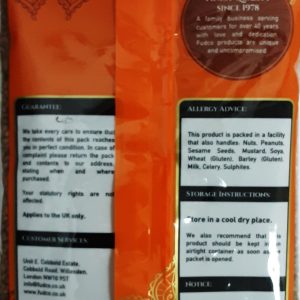 SINCE 1978
A family business serving
customers for over 40 years
with love and dedication.
Fudco products are unique
and uncompromised
GUARANTEE:
We take every care to ensure that
the contents of this pack reaches
you in perfect condition. In case of
complaint please return the pack
and contents to our address,
stating when and where
purchased.
Your statutory rights are not
affected.
Applies to the UK only.
CUSTOMER SERVICES:
Unit E, Cobbold Estate,
Cobbold Road, Willesden,
London NW10 9ST
info@fudco.co.uk
www.fudco.co.uk
ALLERGY ADVICE:
This product is packed in a facility
that also handles: Nuts, Peanuts,
Sesame Seeds, Mustard, Soya,
Wheat (Gluten), Barley (Gluten),
Milk, Celery, Sulphites.
STORAGE INSTRUCTIONS:
Store in a cool dry place.
We also recommend that
product should be kept in
airtight container as soon as
packet is opened.
NOTICE: